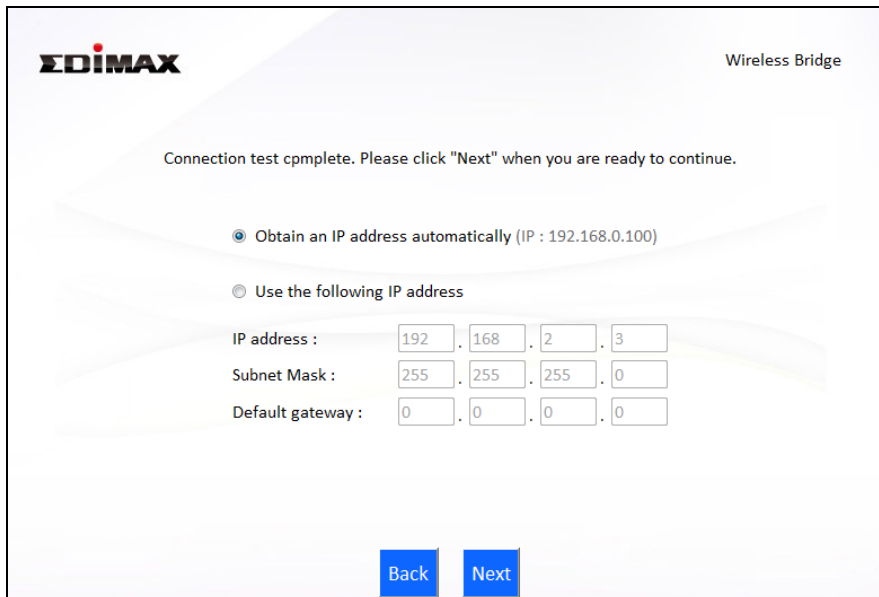 EDIMAX
Wireless Bridge
Connection test cpmplete. Please click "Next" when you are ready to continue.
Obtain an IP address automatically (IP : 192.168.0.100)
Use the following IP address
IP address : 192 . 168 . 2 . 3
Subnet Mask : 255 . 255 . 255 . 0
Default gateway : 0 . 0 . 0 . 0
Back Next